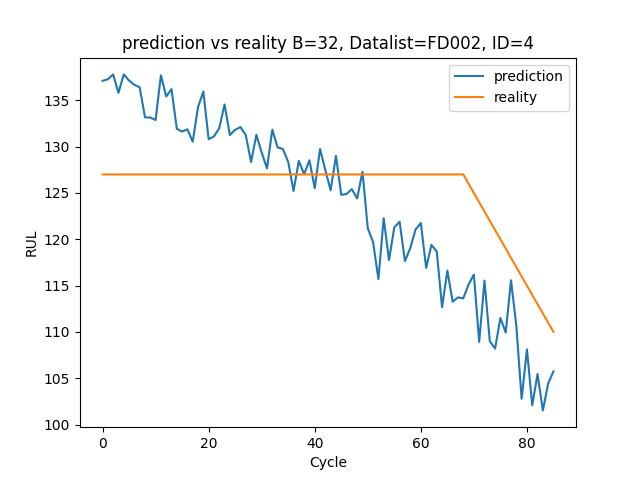 prediction vs reality B=32, Datalist=FD002, ID=4
prediction
reality
135
130
125
120
115
110
105
100
RUL
0 20 40 60 80
Cycle